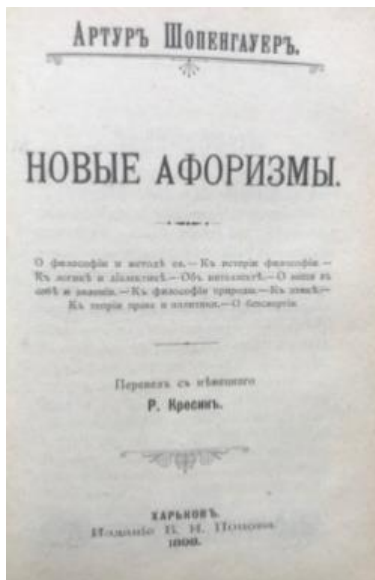 Артуръ Шопенгауеръ.
НОВЫЕ АФОРИЗМЫ.
О философіи и методѣ ея.—Къ исторіи философіи.—
Къ логикѣ и діалектикѣ.—Объ интеллектѣ.—О вещи въ
себѣ и явленіи.—Къ философіи природы.—Къ этикѣ.—
Къ теоріи права и политики.—О безсмертіи
Перевелъ съ нѣмецкаго
Р. Кресинъ.
ХАРЬКОВЪ.
Изданіе В. И. Попова